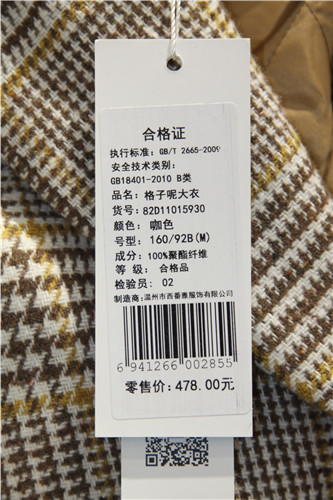 合格证
执行标准: GB/T 2665-2009
安全技术类别:
GB18401-2010 B类
品名: 格子呢大衣
货号: 82D11015930
颜色: 咖色
号型: 160/92B(M)
成分: 100%聚酯纤维
等 级: 合格品
检验员: 02
制造商: 温州市西番雅服饰有限公司
6 941266 002855
零售价: 478.00元